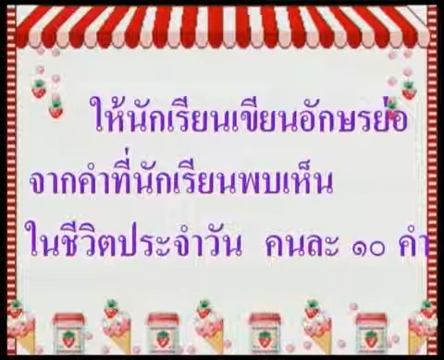 ให้นักเรียนเขียนอักษรย่อ
จากคำที่นักเรียนพบเห็น
ในชีวิตประจำวัน คนละ ๑๐ คำ